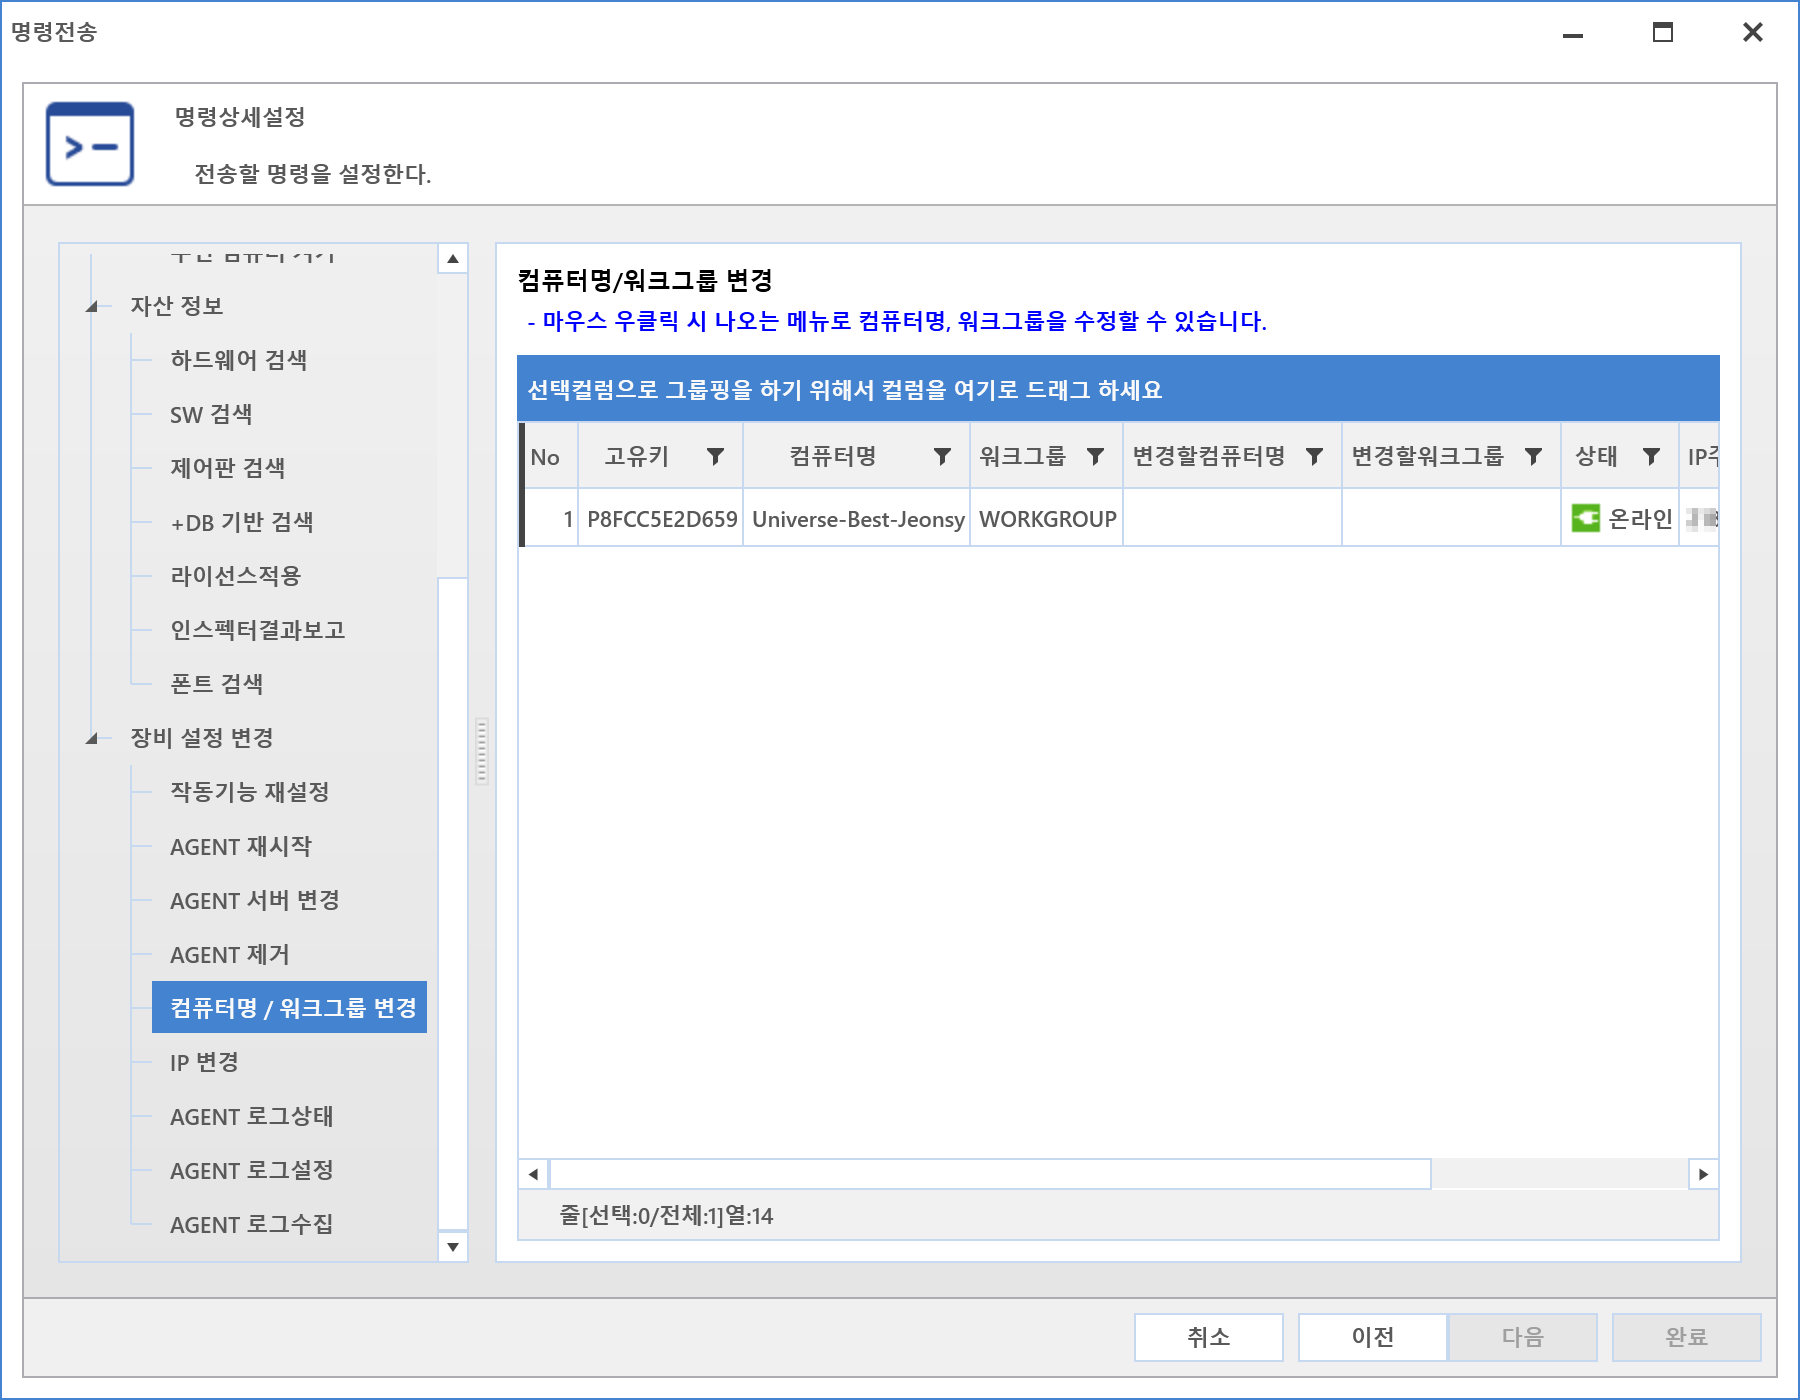 명령전송
명령상세설정
전송할 명령을 설정한다.
자산 정보
하드웨어 검색
SW 검색
제어판 검색
+DB 기반 검색
라이선스적용
인스펙터결과보고
폰트 검색
장비 설정 변경
작동기능 재설정
AGENT 재시작
AGENT 서버 변경
AGENT 제거
컴퓨터명 / 워크그룹 변경
IP 변경
AGENT 로그상태
AGENT 로그설정
AGENT 로그수집
컴퓨터명/워크그룹 변경
- 마우스 우클릭 시 나오는 메뉴로 컴퓨터명, 워크그룹을 수정할 수 있습니다.
선택컬럼으로 그룹핑을 하기 위해서 컬럼을 여기로 드래그 하세요
No 고유키 컴퓨터명 워크그룹 변경할컴퓨터명 변경할워크그룹 상태 IP주
1 P8FCC5E2D659 Universe-Best-Jeonsy WORKGROUP 온라인
줄[선택:0/전체:1]열:14
취소 이전 다음 완료